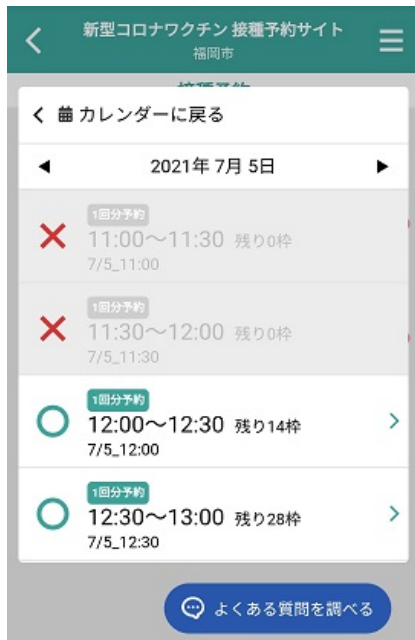 新型コロナワクチン 接種予約サイト
福岡市
接種予約
カレンダーに戻る
2021年 7月 5日
1回分予約
11:00～11:30 残り0枠
7/5_11:00
1回分予約
11:30～12:00 残り0枠
7/5_11:30
1回分予約
12:00～12:30 残り14枠
7/5_12:00
1回分予約
12:30～13:00 残り28枠
7/5_12:30
よくある質問を調べる